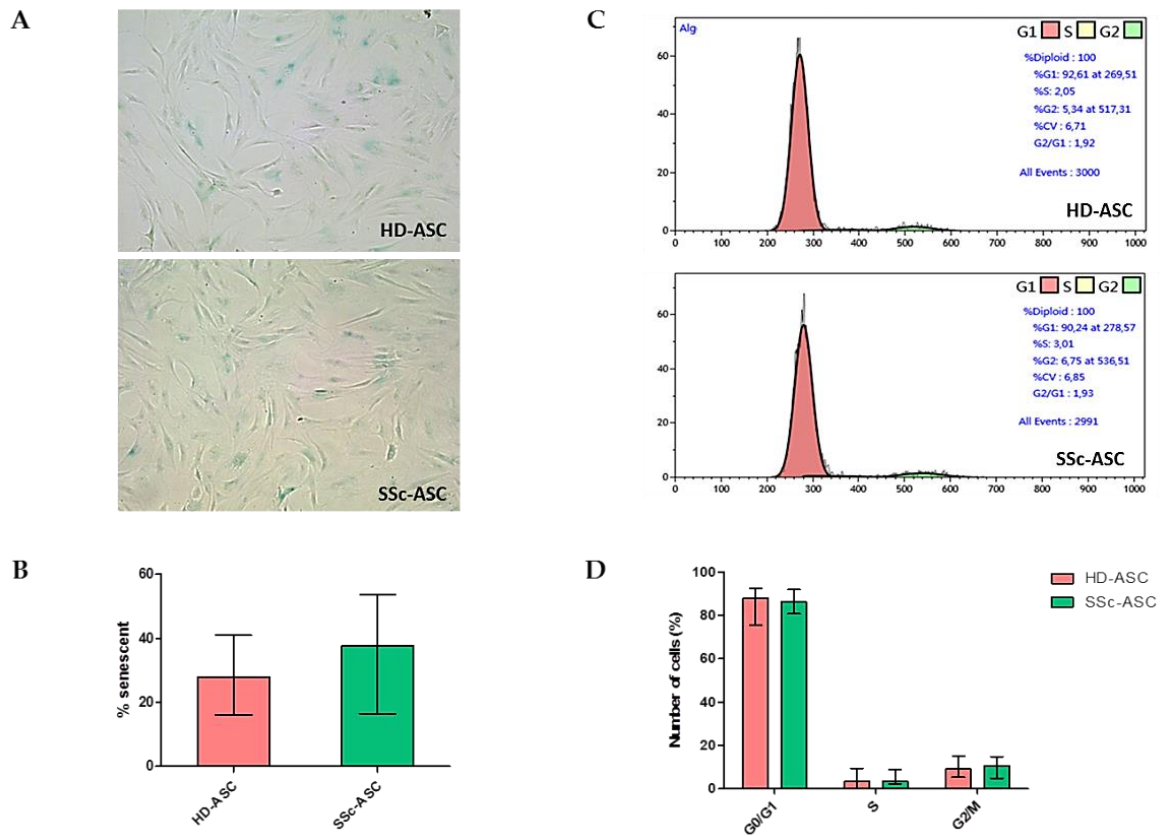 A
HD-ASC
SSc-ASC
C
Alg
G1 S G2
%Diploid : 100
%G1: 92,61 at 269,51
%S: 2,05
%G2: 5,34 at 517,31
%CV : 6,71
G2/G1 : 1,92
All Events : 3000
HD-ASC
60
40
20
0
0 100 200 300 400 500 600 700 800 900 1000
G1 S G2
%Diploid : 100
%G1: 90,24 at 278,57
%S: 3,01
%G2: 6,75 at 536,51
%CV : 6,85
G2/G1 : 1,93
All Events : 2991
SSc-ASC
60
40
20
0
0 100 200 300 400 500 600 700 800 900 1000
B
% senescent
60
40
20
0
HD-ASC
SSc-ASC
D
Number of cells (%)
100
80
60
40
20
0
G0/G1
S
G2/M
HD-ASC
SSc-ASC